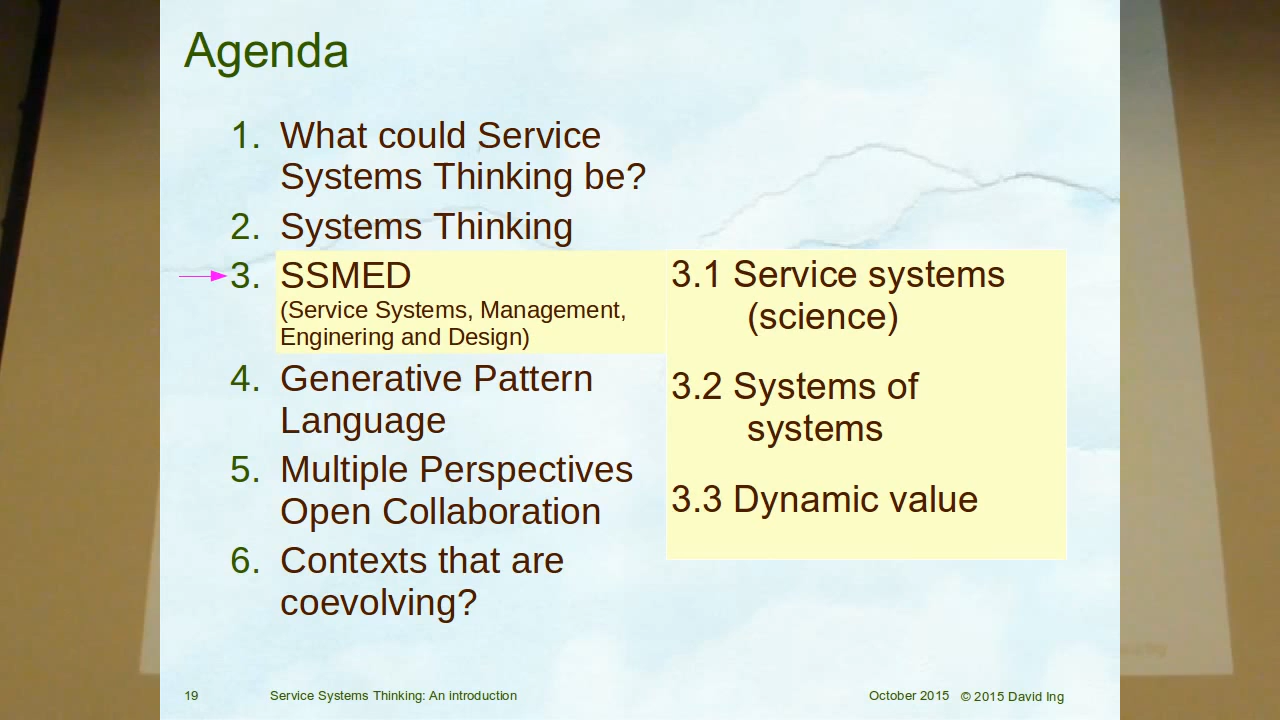 Agenda
1. What could Service
Systems Thinking be?
2. Systems Thinking
3. SSMED
(Service Systems, Management,
Enginering and Design)
4. Generative Pattern
Language
5. Multiple Perspectives
Open Collaboration
6. Contexts that are
coevolving?
3.1 Service systems
(science)
3.2 Systems of
systems
3.3 Dynamic value
19 Service Systems Thinking: An introduction October 2015 © 2015 David Ing